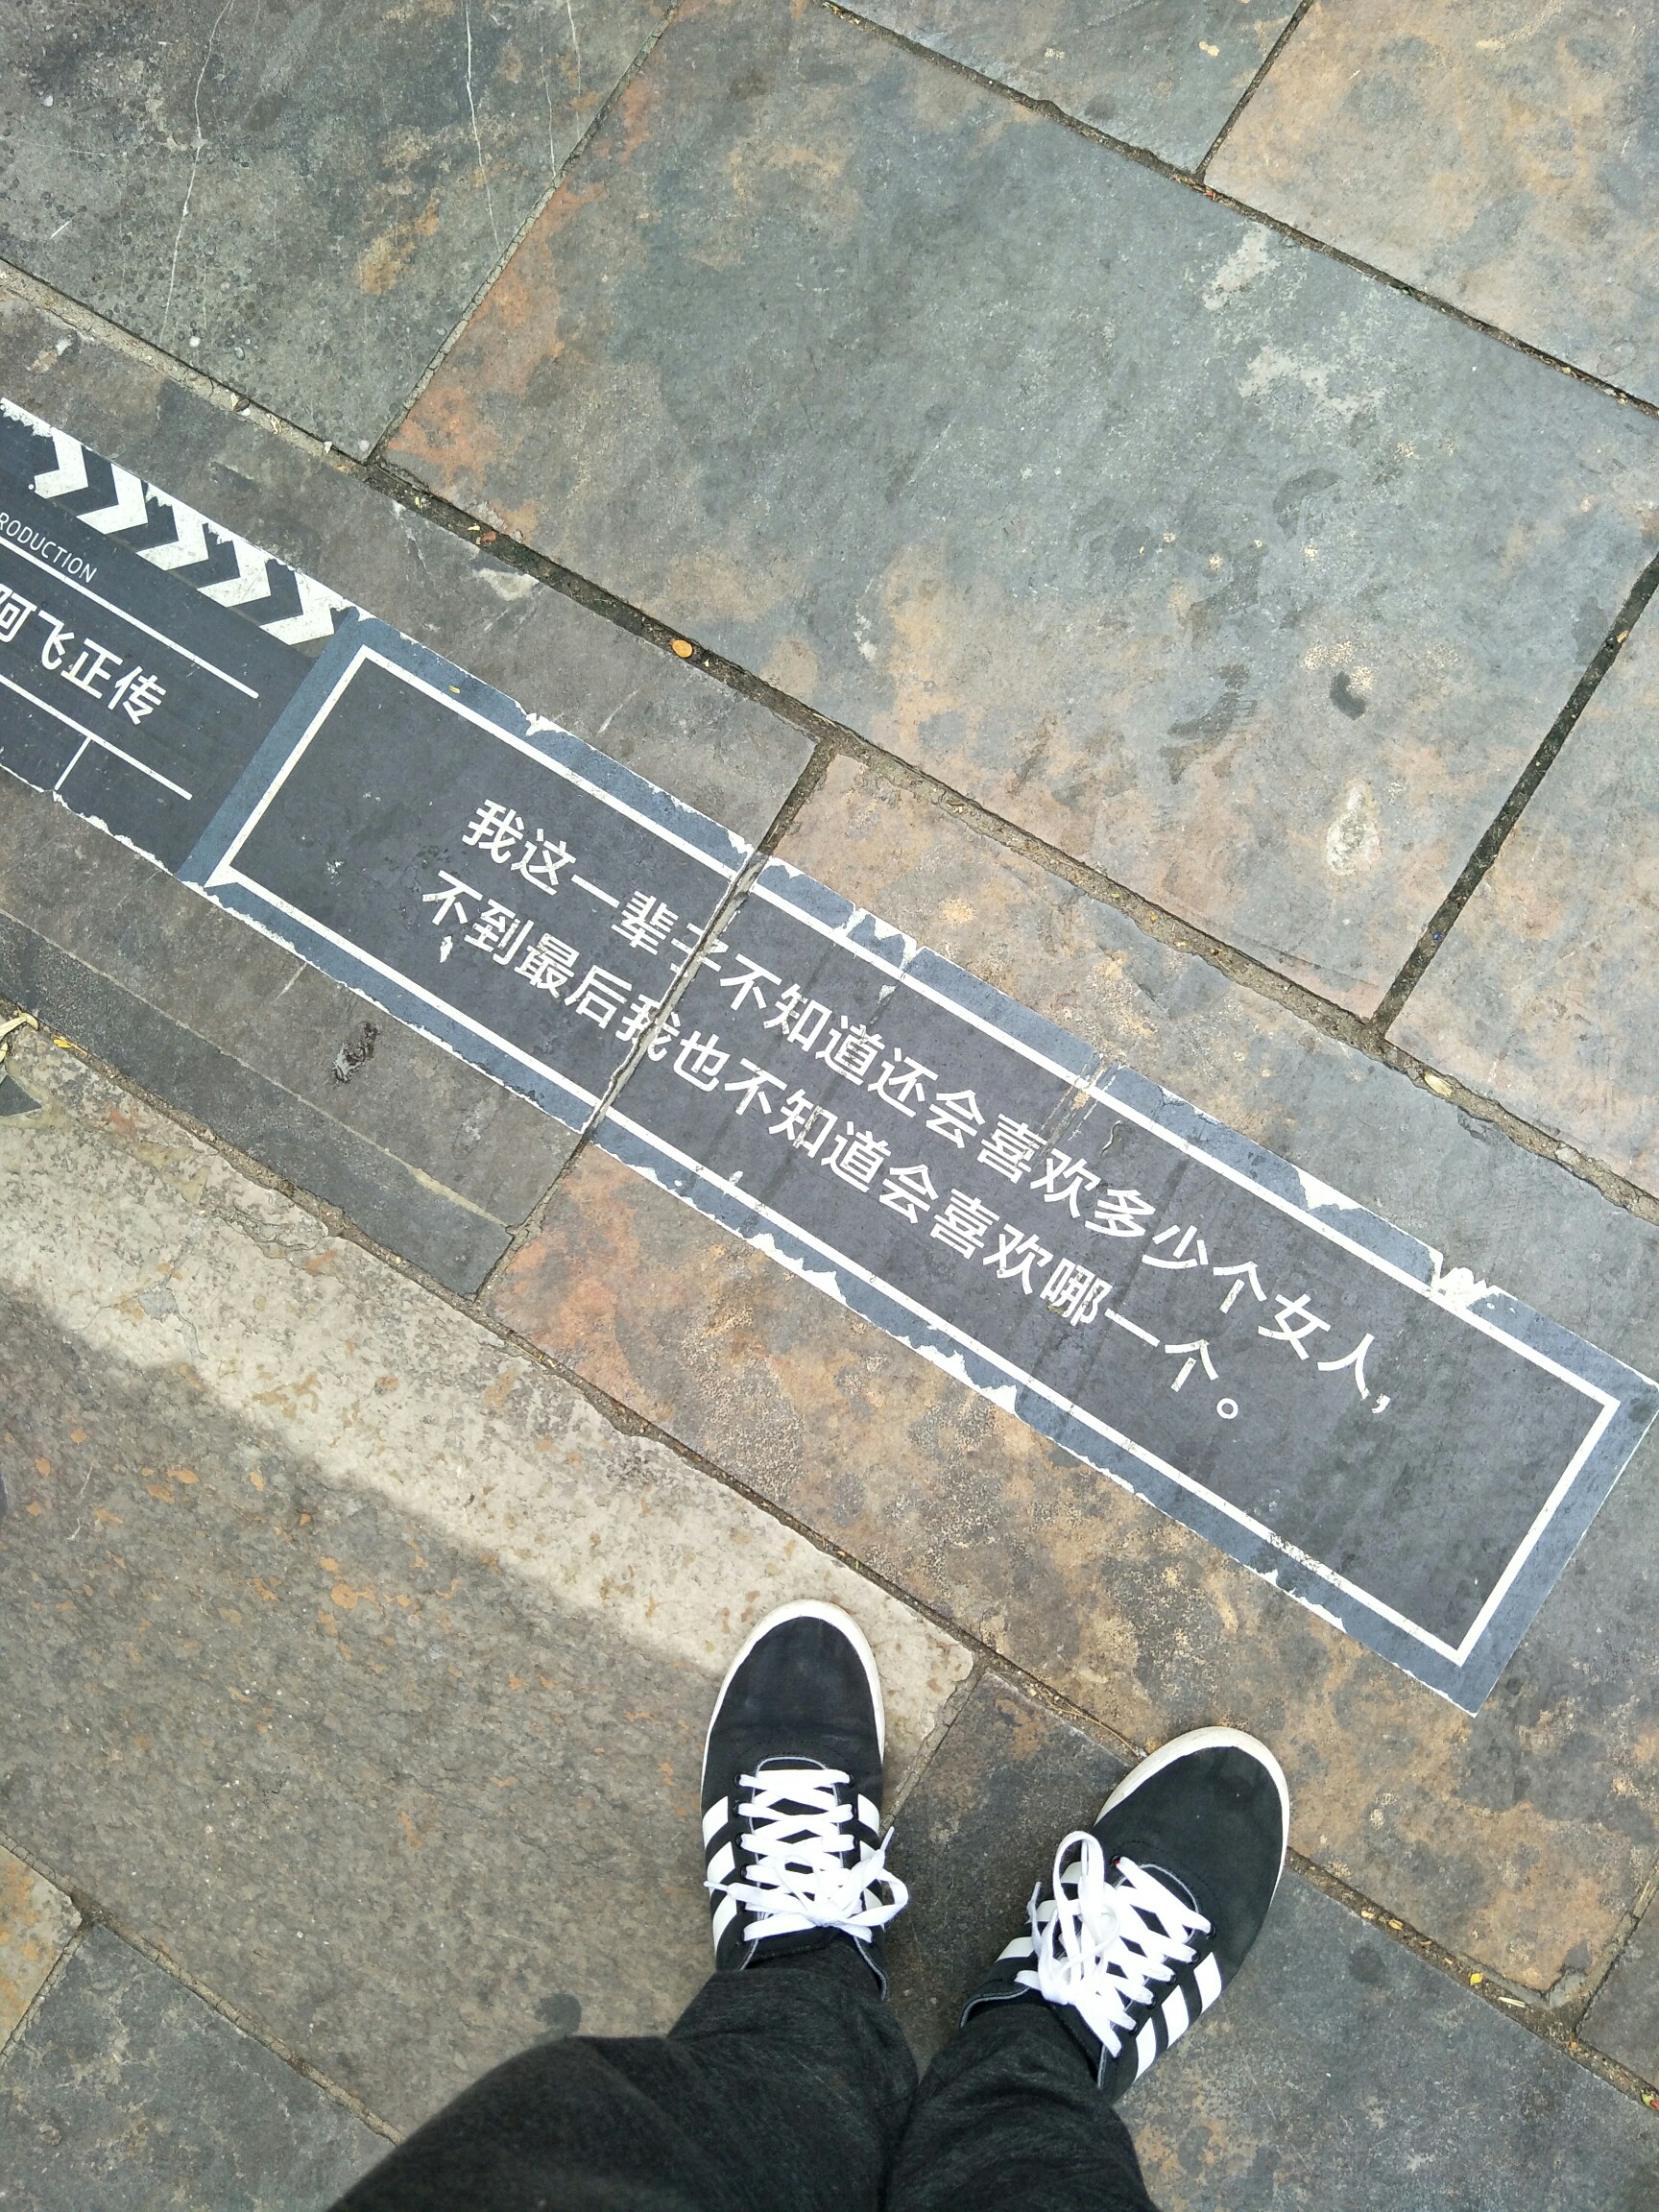 RODUCTION
阿飞正传
我这一辈子不知道还会喜欢多少个女人,
不到最后我也不知道会喜欢哪一个。